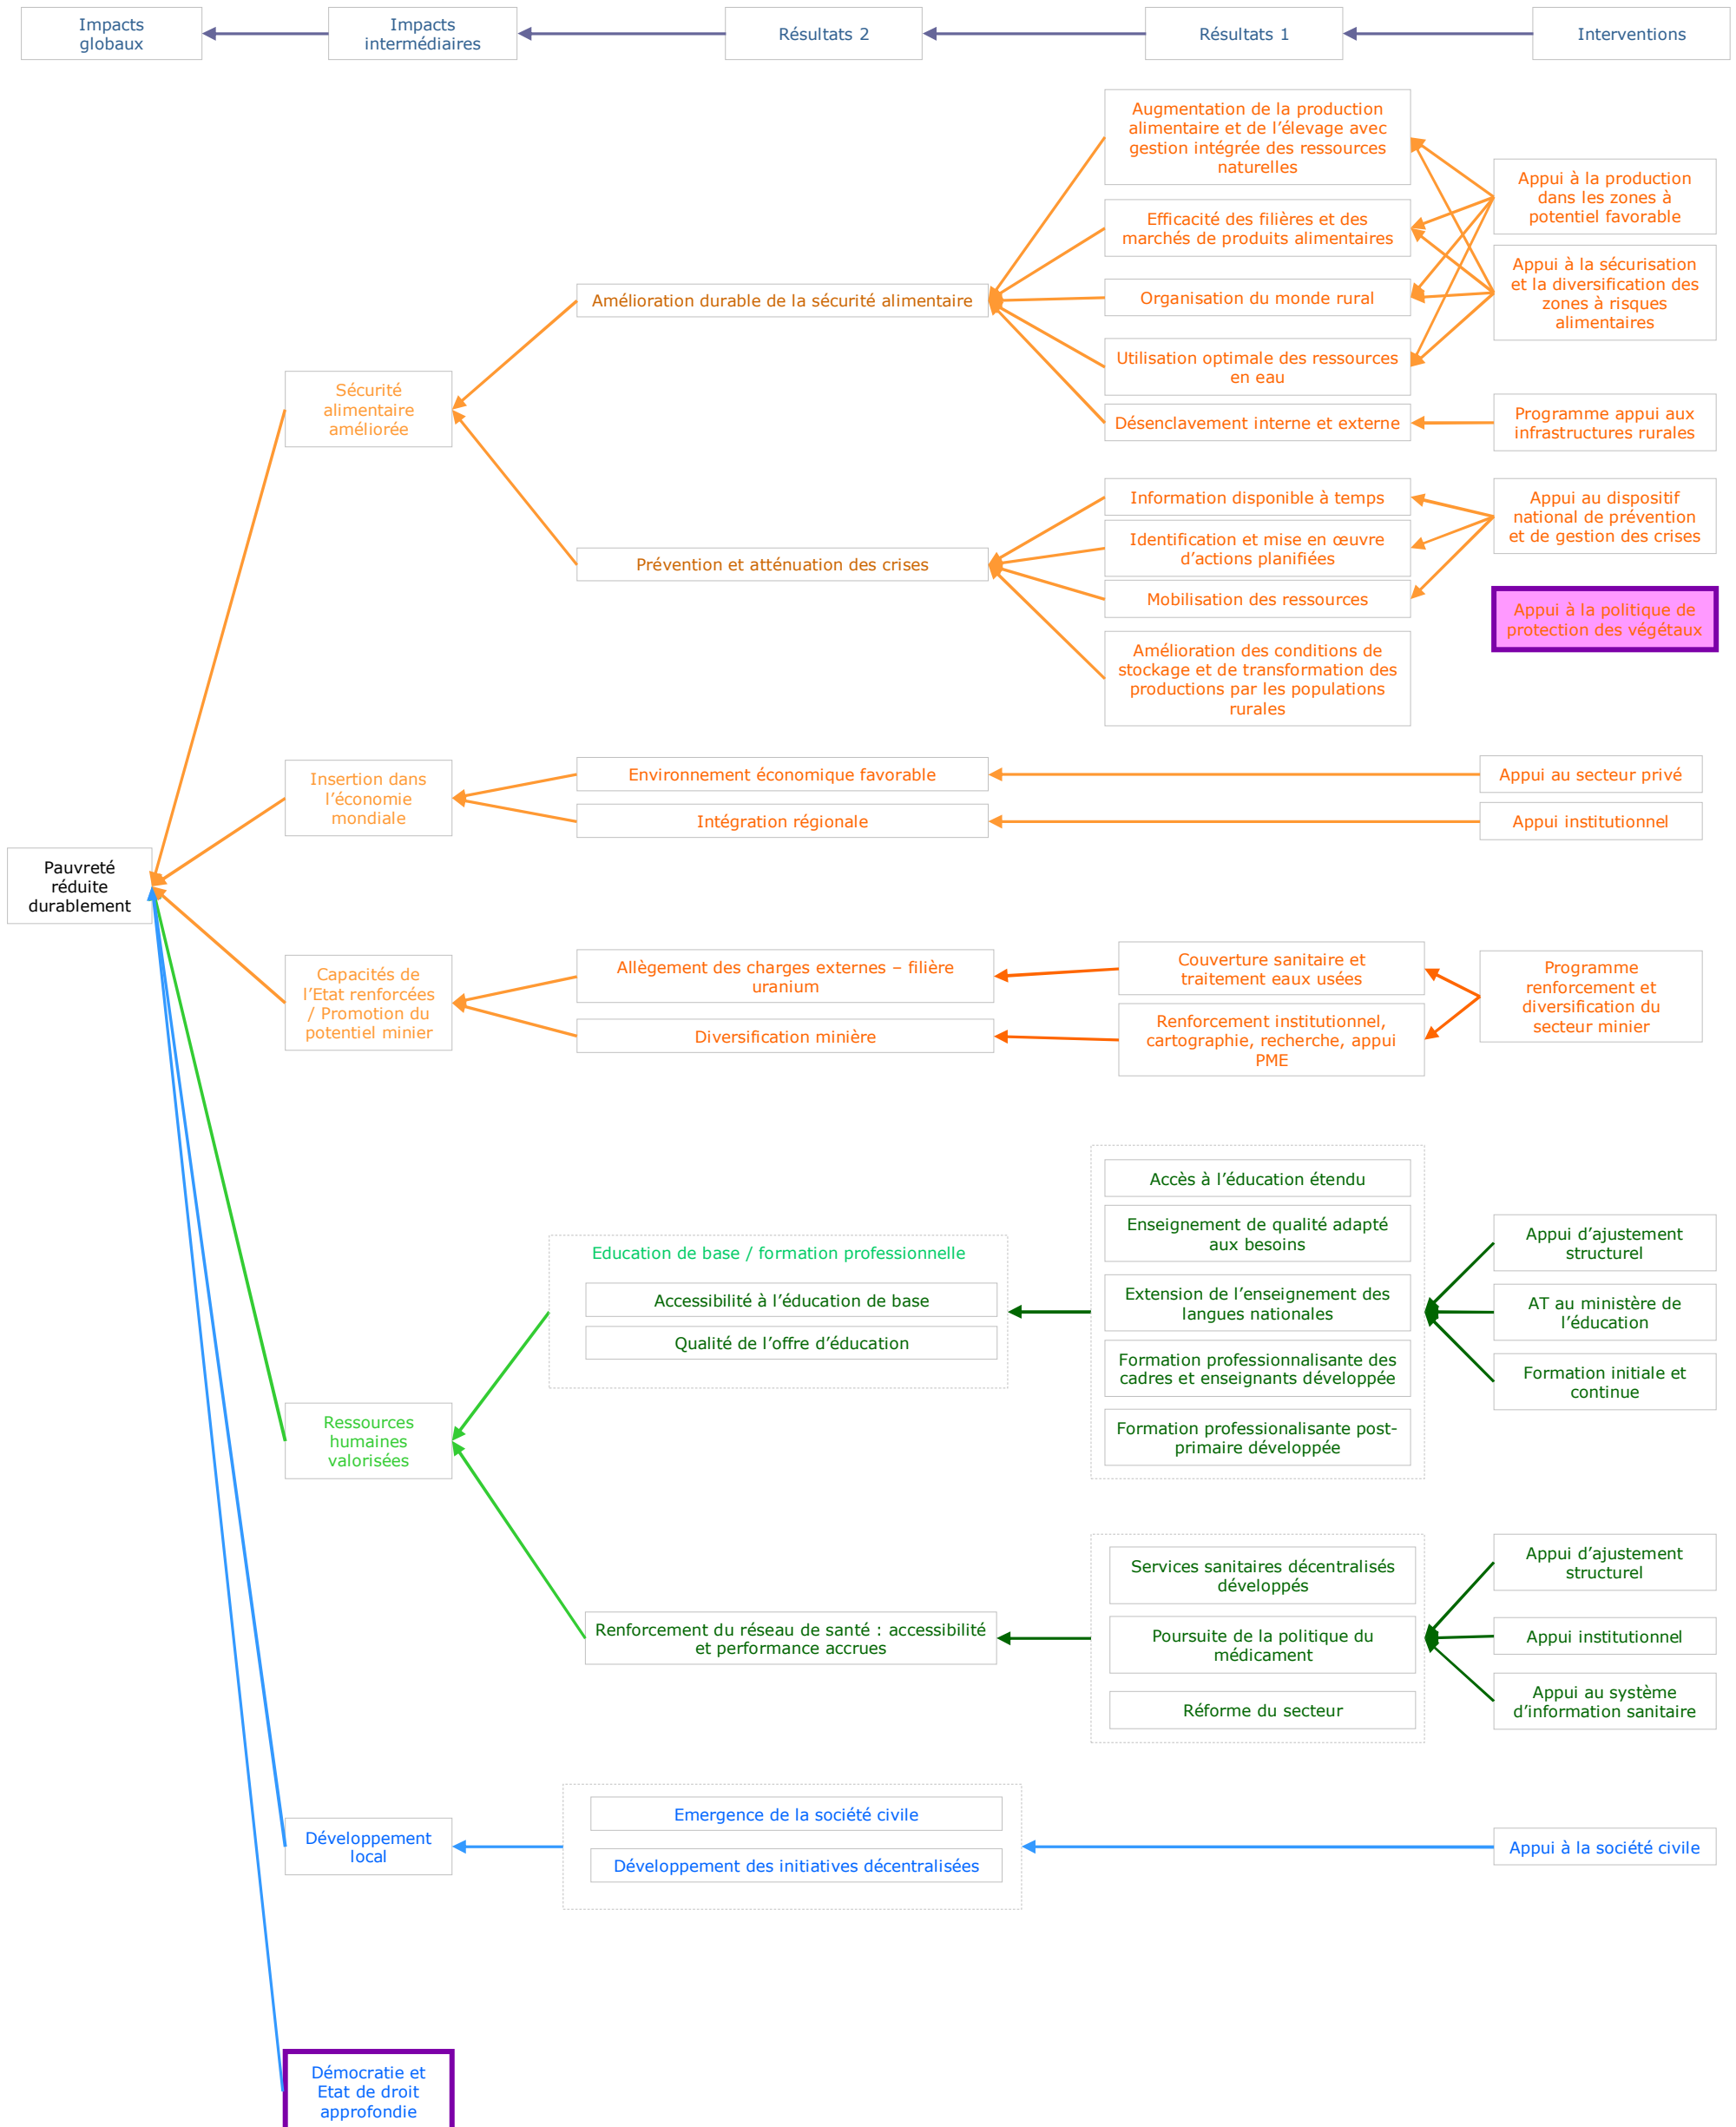 Impacts
globaux
Impacts
intermédiaires
Résultats 2
Résultats 1
Interventions
Augmentation de la production
alimentaire et de l’élevage avec
gestion intégrée des ressources
naturelles
Appui à la production
dans les zones à
potentiel favorable
Efficacité des filières et des
marchés de produits alimentaires
Appui à la sécurisation
et la diversification des
zones à risques
alimentaires
Amélioration durable de la sécurité alimentaire
Organisation du monde rural
Utilisation optimale des ressources
en eau
Sécurité
alimentaire
améliorée
Désenclavement interne et externe
Programme appui aux
infrastructures rurales
Information disponible à temps
Appui au dispositif
national de prévention
et de gestion des crises
Identification et mise en œuvre
d’actions planifiées
Prévention et atténuation des crises
Mobilisation des ressources
Appui à la politique de
protection des végétaux
Amélioration des conditions de
stockage et de transformation des
productions par les populations
rurales
Insertion dans
l’économie
mondiale
Environnement économique favorable
Appui au secteur privé
Intégration régionale
Appui institutionnel
Pauvreté
réduite
durablement
Capacités de
l’Etat renforcées
/ Promotion du
potentiel minier
Allègement des charges externes – filière
uranium
Couverture sanitaire et
traitement eaux usées
Programme
renforcement et
diversification du
secteur minier
Diversification minière
Renforcement institutionnel,
cartographie, recherche, appui
PME
Accès à l’éducation étendu
Enseignement de qualité adapté
aux besoins
Appui d’ajustement
structurel
Education de base / formation professionnelle
Accessibilité à l’éducation de base
Qualité de l’offre d’éducation
Extension de l’enseignement des
langues nationales
AT au ministère de
l’éducation
Formation professionnalisante des
cadres et enseignants développée
Formation initiale et
continue
Formation professionalisante post-
primaire développée
Ressources
humaines
valorisées
Services sanitaires décentralisés
développés
Appui d’ajustement
structurel
Renforcement du réseau de santé : accessibilité
et performance accrues
Poursuite de la politique du
médicament
Appui institutionnel
Réforme du secteur
Appui au système
d’information sanitaire
Emergence de la société civile
Développement
local
Développement des initiatives décentralisées
Appui à la société civile
Démocratie et
Etat de droit
approfondie